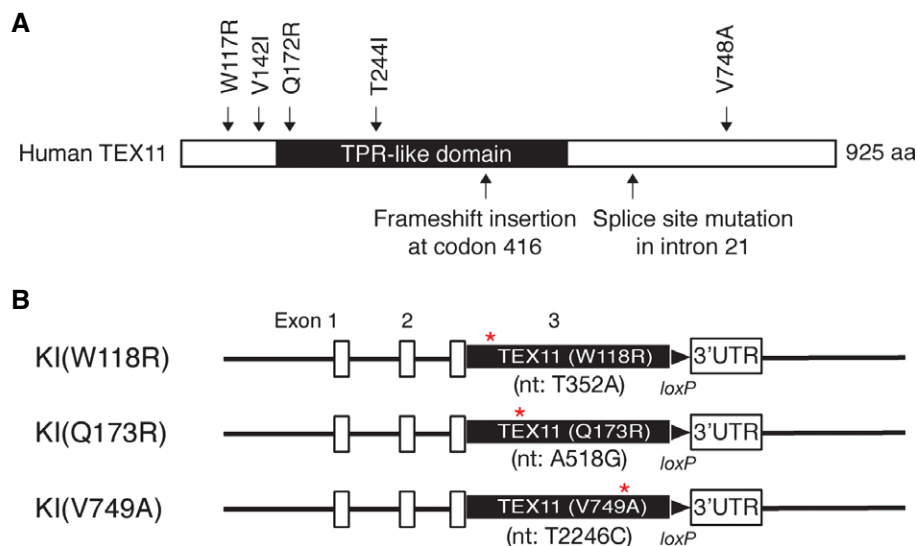 A
W117R
V142I
Q172R
T244I
V748A
Human TEX11
TPR-like domain
925 aa
Frameshift insertion
at codon 416
Splice site mutation
in intron 21
B
Exon 1 2 3
KI(W118R)
*
TEX11 (W118R)
(nt: T352A)
loxP
3'UTR
KI(Q173R)
*
TEX11 (Q173R)
(nt: A518G)
loxP
3'UTR
KI(V749A)
*
TEX11 (V749A)
(nt: T2246C)
loxP
3'UTR